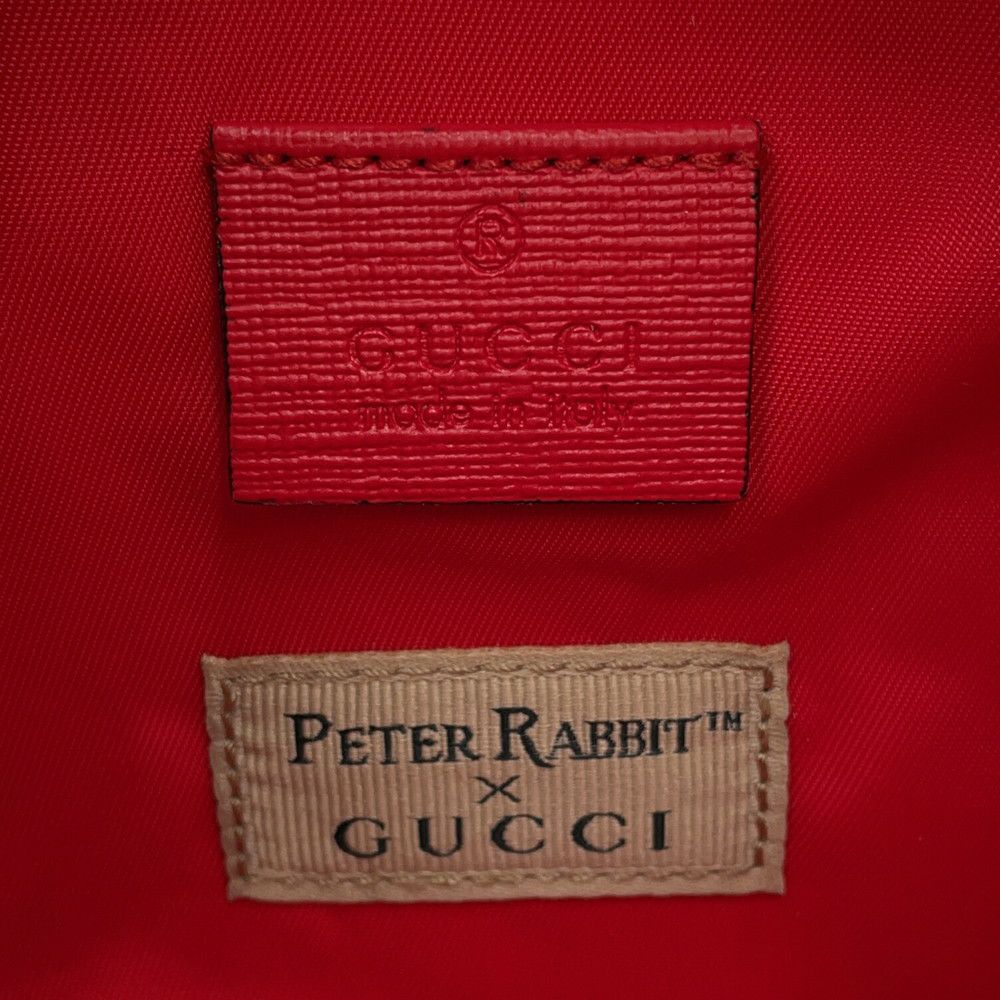 ®
GUCCI
made in italy
PETER RABBIT™
×
GUCCI